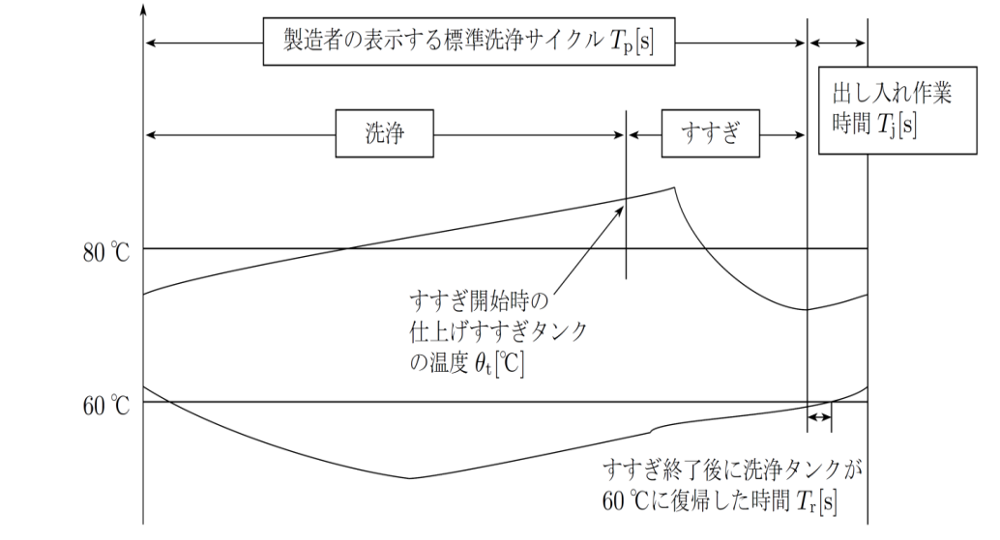 製造者の表示する標準洗浄サイクル Tp[s]
出し入れ作業
時間 Tj[s]
洗浄
すすぎ
80 ℃
すすぎ開始時の
仕上げすすぎタンク
の温度 θt[℃]
60 ℃
すすぎ終了後に洗浄タンクが
60 ℃に復帰した時間 Tr[s]